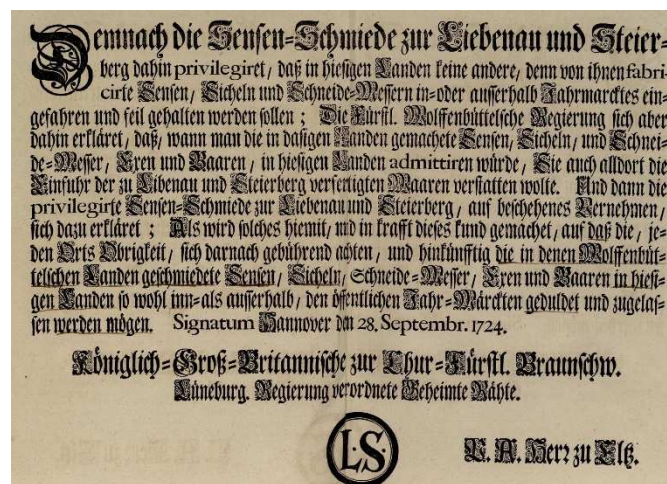 Demnach die Sensen-Schmiede zur Liebenau und Steier-
berg dahin privilegiret, daß in hiesigen Landen keine andere, denn von ihnen fabri-
cirte Sensen, Sicheln und Schneide-Messern in-oder ausserhalb Jahrmarcktes ein-
gefahren und feil gehalten werden sollen; Die Fürstl. Wolffenbüttelsche Regierung sich aber
dahin erkläret, daß, wann man die in dasigen Landen gemachete Sensen, Sicheln, und Schnei-
de-Messer, Exen und Baaren, in hiesigen Landen admittiren würde, Sie auch alldort die
Einfuhr der zu Libenau und Steierberg verfertigten Waaren verstatten wolte. Und dann die
privilegirte Sensen-Schmiede zur Liebenau und Steierberg, auf beschehenes Vernehmen,
sich dazu erkläret; Als wird solches hiemit, und in krafft dieses kund gemachet, auf daß die, je-
den Orts Obrigkeit, sich darnach gebührend achten, und hinkünfftig die in denen Wolffenbüt-
telschen Landen geschmiedete Sensen, Sicheln, Schneide-Messer, Exen und Baaren in hiesi-
gen Landen so wohl inn-als ausserhalb, den öffentlichen Jahr-Märckten geduldet und zugelas-
sen werden mögen. Signatum Hannover den 28. Septembr. 1724.
Königlich-Groß-Britannische zur Chur-Fürstl. Braunschw.
Lüneburg. Regierung verordnete Geheimte Räthe.
L.S.
V. A. Herr zu Eltz.